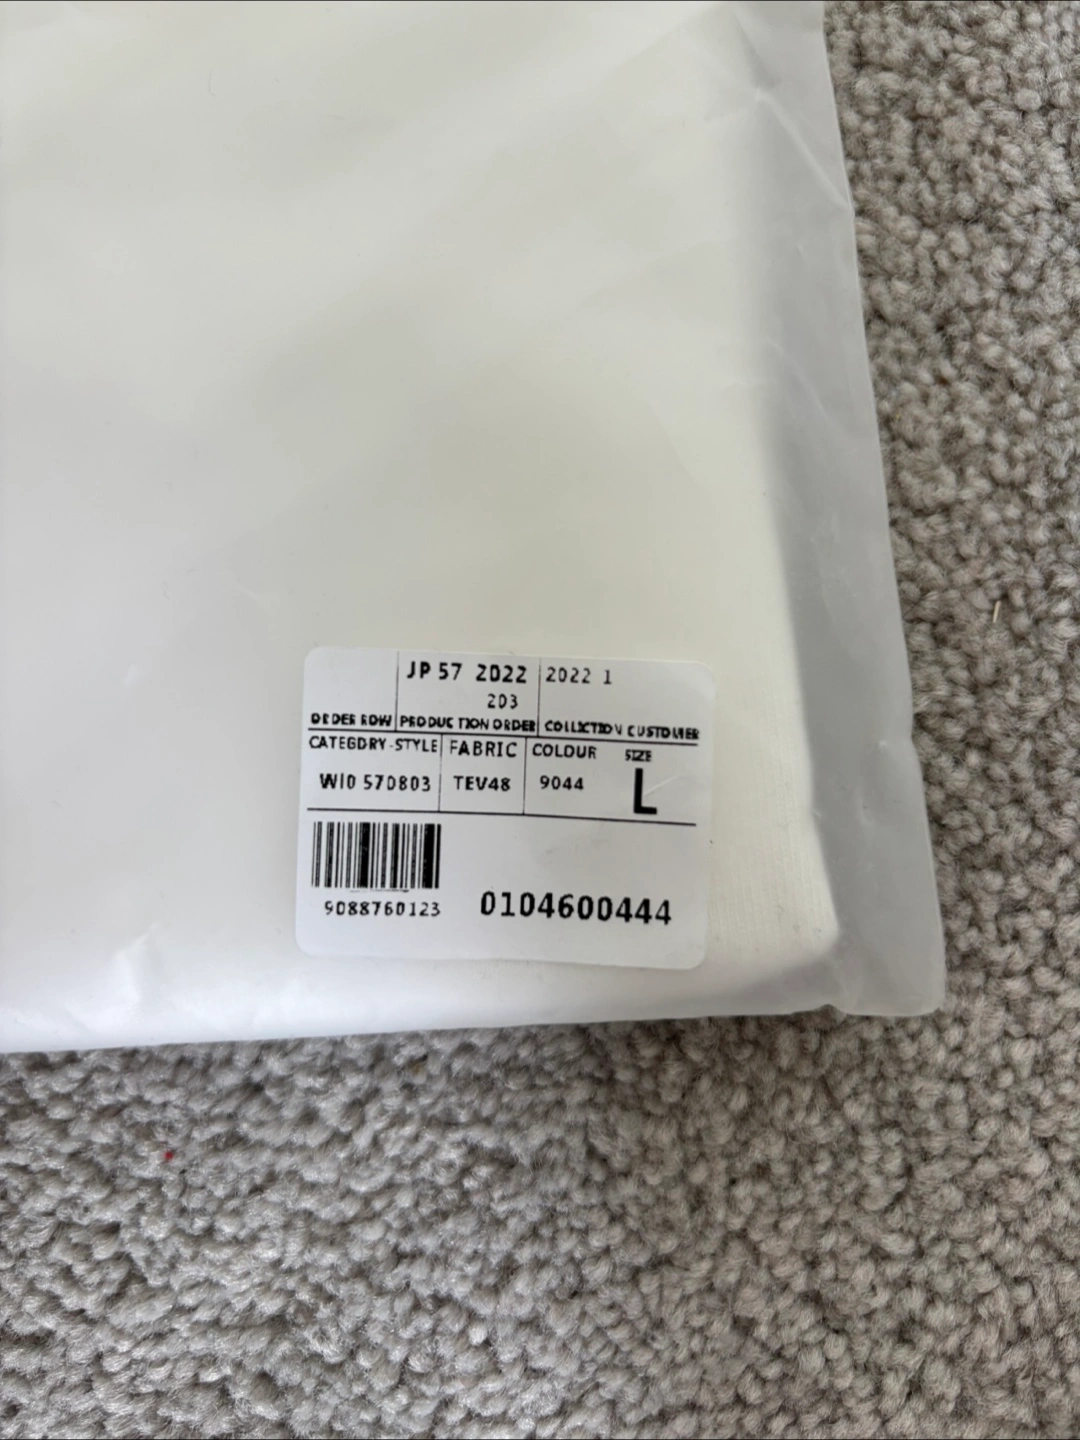 JP 57 2022 2022 1
203
ORDER ROW PRODUCTION ORDER COLLECTION CUSTOMER
CATEGORY-STYLE FABRIC COLOUR SIZE
W10 570803 TEV48 9044 L
9088760123 0104600444